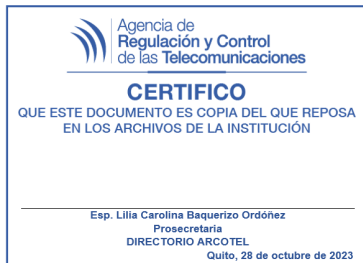 Agencia de
Regulación y Control
de las Telecomunicaciones
CERTIFICO
QUE ESTE DOCUMENTO ES COPIA DEL QUE REPOSA
EN LOS ARCHIVOS DE LA INSTITUCIÓN
Esp. Lilia Carolina Baquerizo Ordóñez
Prosecretaria
DIRECTORIO ARCOTEL
Quito, 28 de octubre de 2023